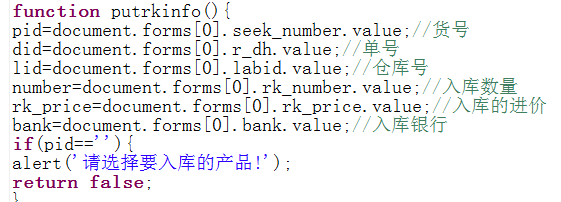 function putrkinfo(){
pid=document.forms[0].seek_number.value;//货号
did=document.forms[0].r_dh.value;//单号
lid=document.forms[0].labid.value;//仓库号
number=document.forms[0].rk_number.value;//入库数量
rk_price=document.forms[0].rk_price.value;//入库的进价
bank=document.forms[0].bank.value;//入库银行
if(pid==''){
alert('请选择要入库的产品!');
return false;
}